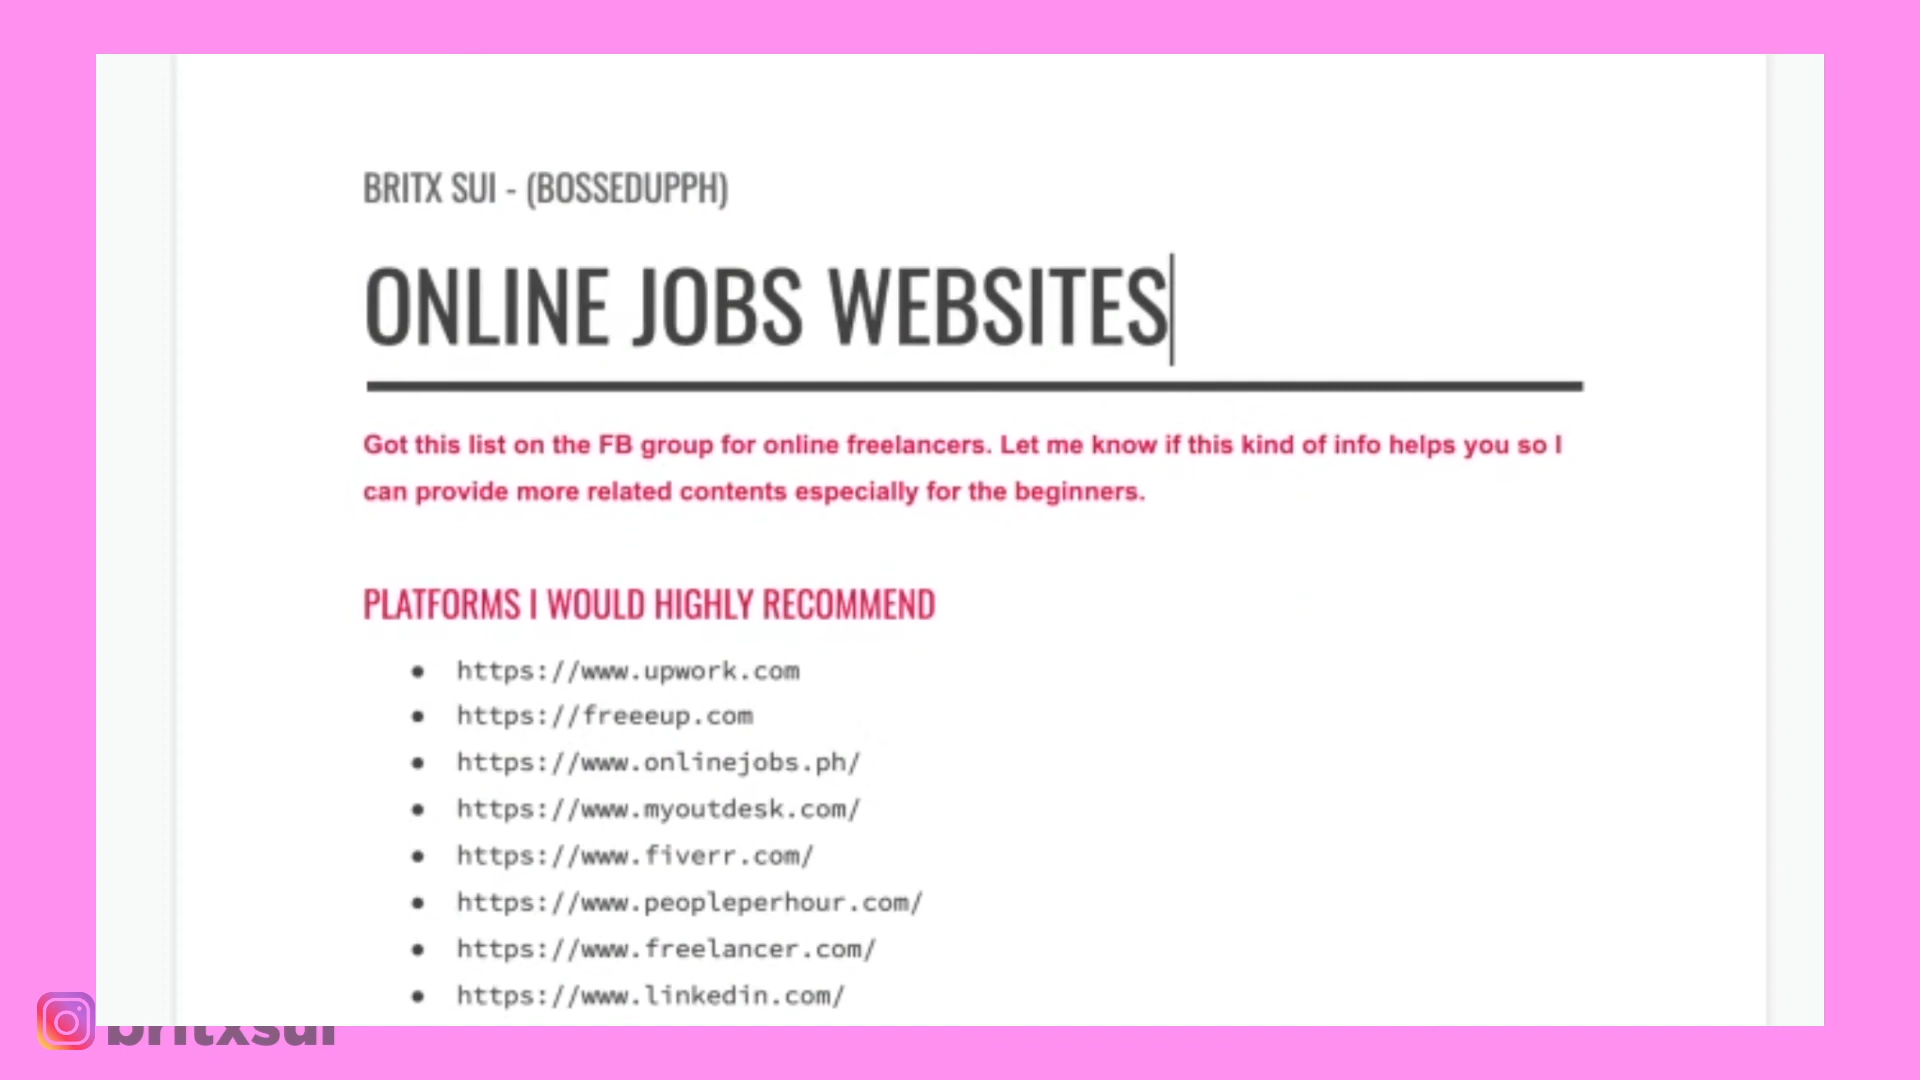 BRITX SUI - (BOSSEDUPPH)
ONLINE JOBS WEBSITES
Got this list on the FB group for online freelancers. Let me know if this kind of info helps you so I
can provide more related contents especially for the beginners.
PLATFORMS I WOULD HIGHLY RECOMMEND
● https://www.upwork.com
● https://freeeup.com
● https://www.onlinejobs.ph/
● https://www.myoutdesk.com/
● https://www.fiverr.com/
● https://www.peopleperhour.com/
● https://www.freelancer.com/
● https://www.linkedin.com/
britxsui